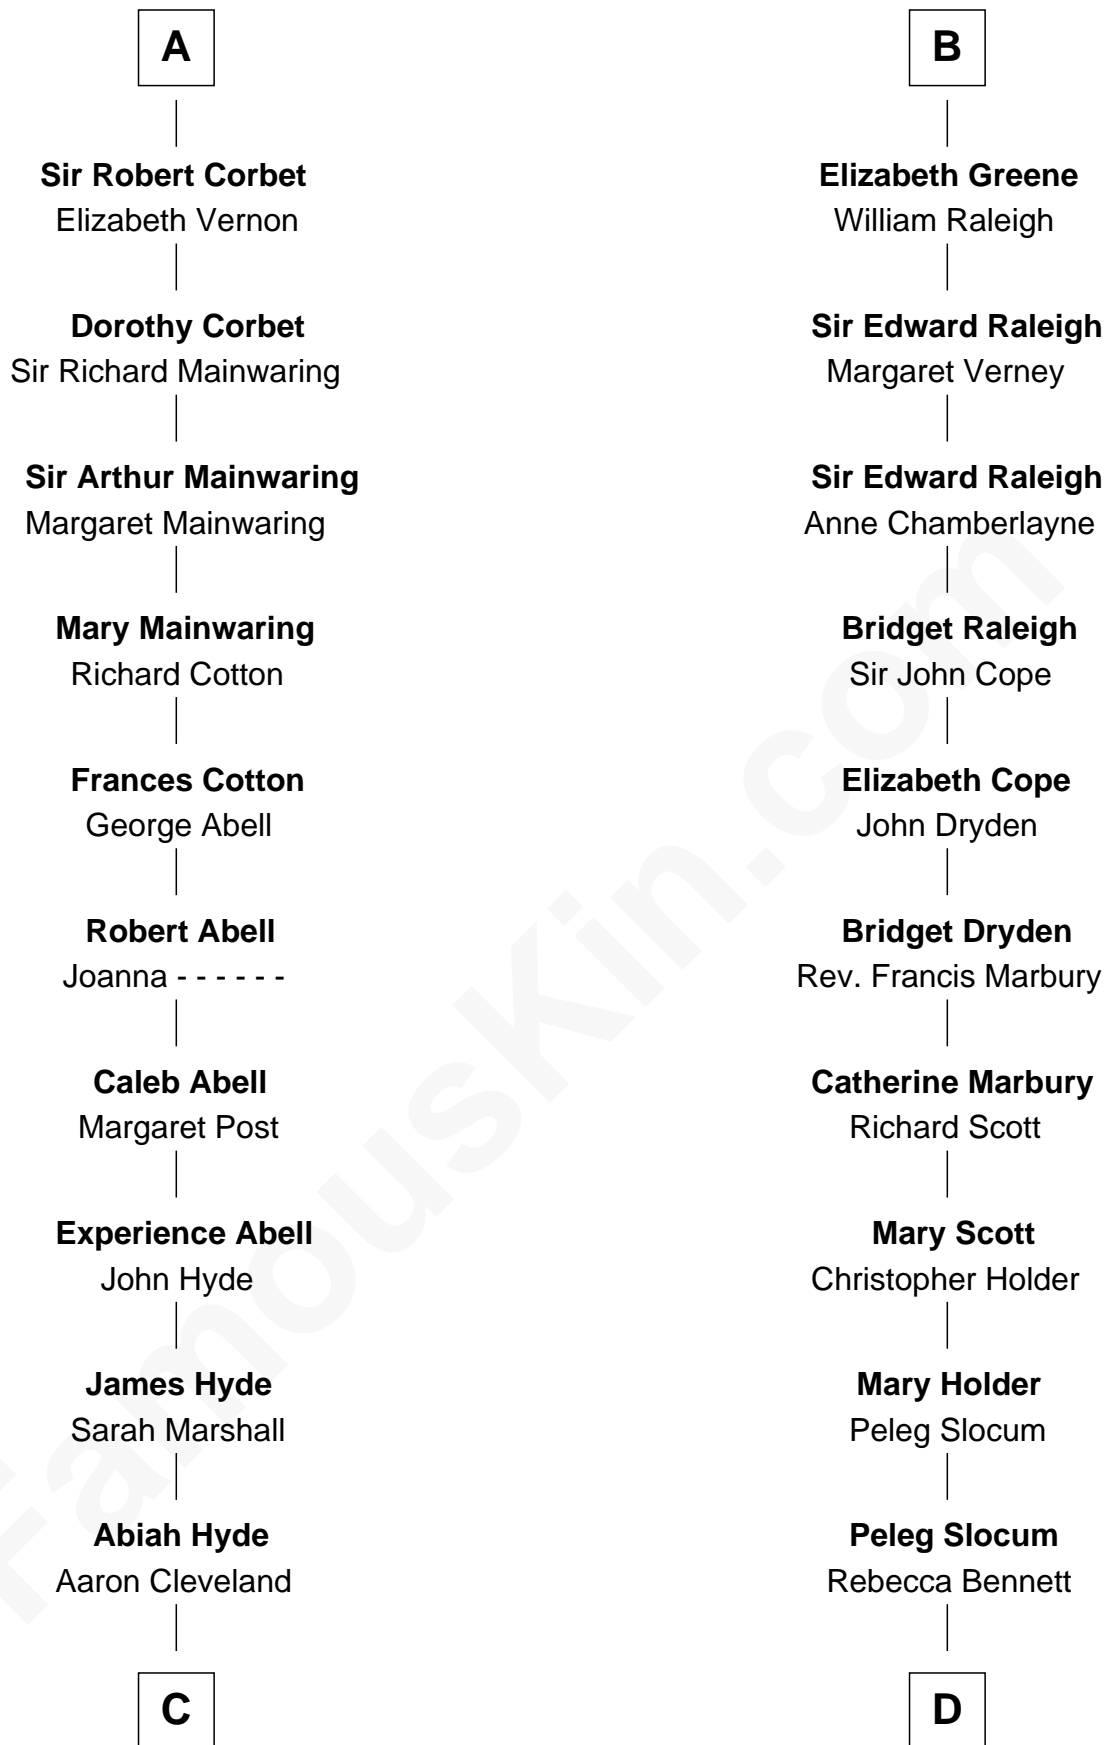 A
Sir Robert Corbet
Elizabeth Vernon
Dorothy Corbet
Sir Richard Mainwaring
Sir Arthur Mainwaring
Margaret Mainwaring
Mary Mainwaring
Richard Cotton
Frances Cotton
George Abell
Robert Abell
Joanna - - - - - -
Caleb Abell
Margaret Post
Experience Abell
John Hyde
James Hyde
Sarah Marshall
Abiah Hyde
Aaron Cleveland
C
B
Elizabeth Greene
William Raleigh
Sir Edward Raleigh
Margaret Verney
Sir Edward Raleigh
Anne Chamberlayne
Bridget Raleigh
Sir John Cope
Elizabeth Cope
John Dryden
Bridget Dryden
Rev. Francis Marbury
Catherine Marbury
Richard Scott
Mary Scott
Christopher Holder
Mary Holder
Peleg Slocum
Peleg Slocum
Rebecca Bennett
D
FamousKin.com